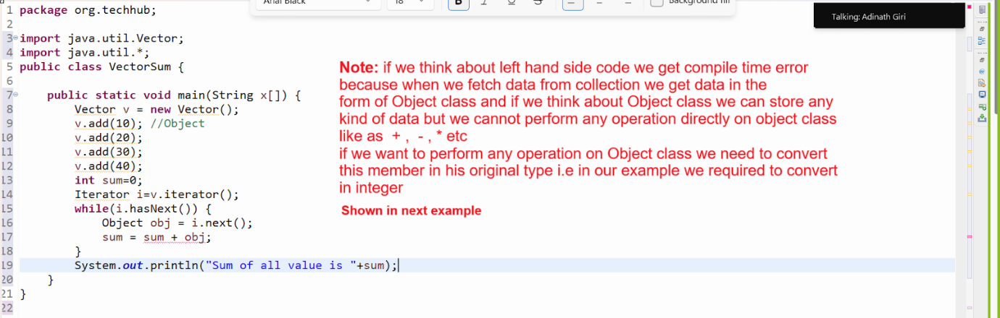 Arial Black
18
B
I
U
S
Background fill
Talking: Adinath Giri
1 package org.techhub;
2
3 import java.util.Vector;
4 import java.util.*;
5 public class VectorSum {
6
7 public static void main(String x[]) {
8 Vector v = new Vector();
9 v.add(10); //Object
10 v.add(20);
11 v.add(30);
12 v.add(40);
13 int sum=0;
14 Iterator i=v.iterator();
15 while(i.hasNext()) {
16 Object obj = i.next();
17 sum = sum + obj;
18 }
19 System.out.println("Sum of all value is "+sum);
20 }
21 }
22
Note: if we think about left hand side code we get compile time error
because when we fetch data from collection we get data in the
form of Object class and if we think about Object class we can store any
kind of data but we cannot perform any operation directly on object class
like as + , - , * etc
if we want to perform any operation on Object class we need to convert
this member in his original type i.e in our example we required to convert
in integer
Shown in next example